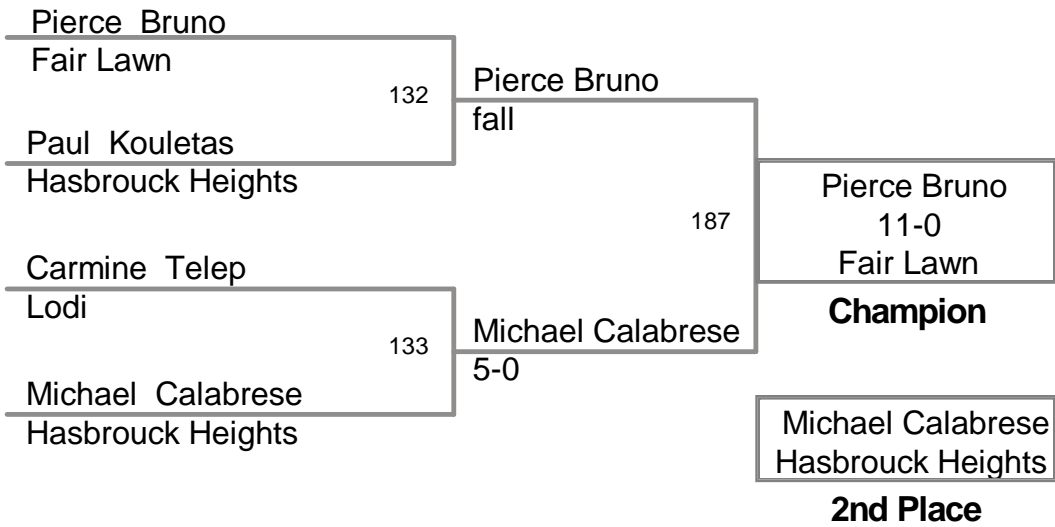 Pierce Bruno
Fair Lawn
132
Paul Kouletas
Hasbrouck Heights
Pierce Bruno
fall
Carmine Telep
Lodi
133
Michael Calabrese
Hasbrouck Heights
Michael Calabrese
5-0
187
Pierce Bruno
11-0
Fair Lawn
Champion
Michael Calabrese
Hasbrouck Heights
2nd Place